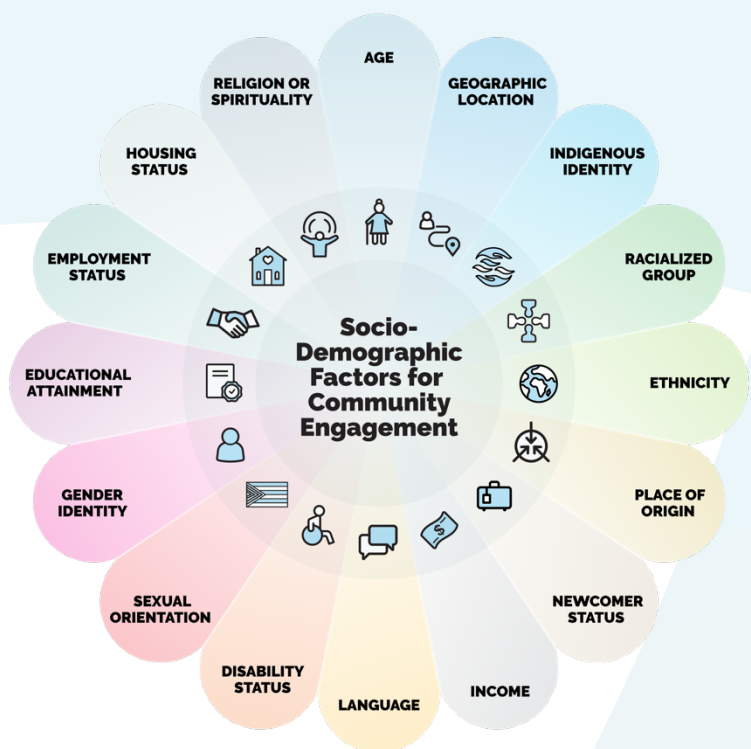 AGE
GEOGRAPHIC
LOCATION
INDIGENOUS
IDENTITY
RACIALIZED
GROUP
ETHNICITY
PLACE OF
ORIGIN
NEWCOMER
STATUS
INCOME
LANGUAGE
DISABILITY
STATUS
SEXUAL
ORIENTATION
GENDER
IDENTITY
EDUCATIONAL
ATTAINMENT
EMPLOYMENT
STATUS
HOUSING
STATUS
RELIGION OR
SPIRITUALITY
Socio-
Demographic
Factors for
Community
Engagement
$